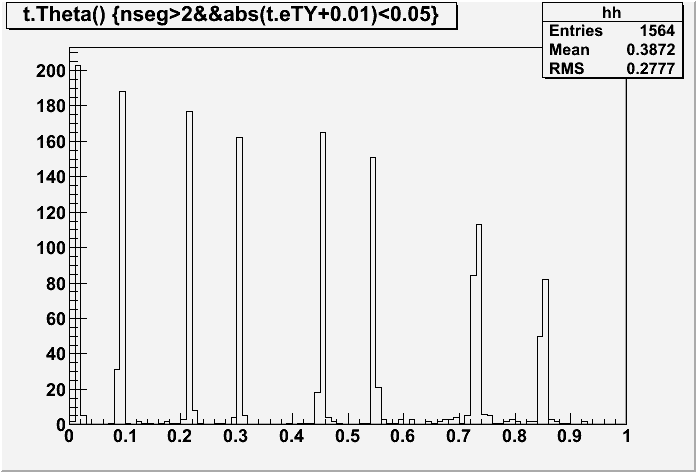 t.Theta() {nseg>2&&abs(t.eTY+0.01)<0.05}
hh
Entries 1564
Mean 0.3872
RMS 0.2777
200
180
160
140
120
100
80
60
40
20
0
0 0.1 0.2 0.3 0.4 0.5 0.6 0.7 0.8 0.9 1